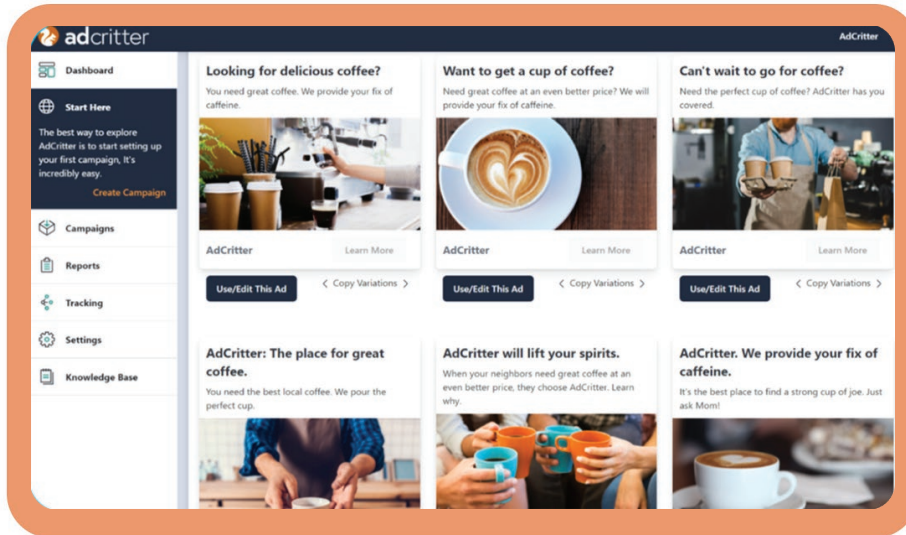 adcritter
AdCritter
Dashboard
Start Here
The best way to explore
AdCritter is to start setting up
your first campaign, It's
incredibly easy.
Create Campaign
Campaigns
Reports
Tracking
Settings
Knowledge Base
Looking for delicious coffee?
You need great coffee. We provide your fix of
caffeine.
AdCritter
Learn More
Use/Edit This Ad
< Copy Variations >
Want to get a cup of coffee?
Need great coffee at an even better price? We will
provide your fix of caffeine.
AdCritter
Learn More
Use/Edit This Ad
< Copy Variations >
Can't wait to go for coffee?
Need the perfect cup of coffee? AdCritter has you
covered.
AdCritter
Learn More
Use/Edit This Ad
< Copy Variations >
AdCritter: The place for great
coffee.
You need the best local coffee. We pour the
perfect cup.
AdCritter will lift your spirits.
When your neighbors need great coffee at an
even better price, they choose AdCritter. Learn
why.
AdCritter. We provide your fix of
caffeine.
It's the best place to find a strong cup of joe. Just
ask Mom!